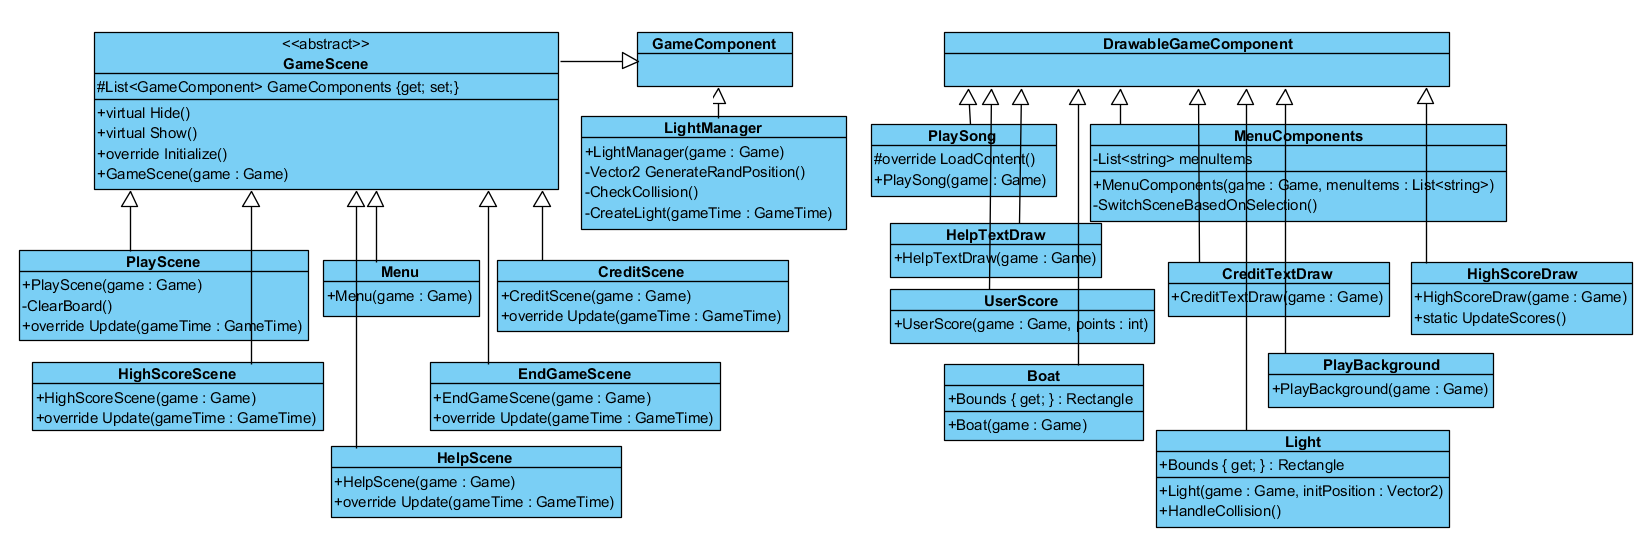 <<abstract>>
GameScene
#List<GameComponent> GameComponents {get; set;}
+virtual Hide()
+virtual Show()
+override Initialize()
+GameScene(game : Game)
GameComponent
LightManager
+LightManager(game : Game)
-Vector2 GenerateRandPosition()
-CheckCollision()
-CreateLight(gameTime : GameTime)
PlayScene
+PlayScene(game : Game)
-ClearBoard()
+override Update(gameTime : GameTime)
Menu
+Menu(game : Game)
CreditScene
+CreditScene(game : Game)
+override Update(gameTime : GameTime)
HighScoreScene
+HighScoreScene(game : Game)
+override Update(gameTime : GameTime)
EndGameScene
+EndGameScene(game : Game)
+override Update(gameTime : GameTime)
HelpScene
+HelpScene(game : Game)
+override Update(gameTime : GameTime)
DrawableGameComponent
PlaySong
#override LoadContent()
+PlaySong(game : Game)
MenuComponents
-List<string> menuItems
+MenuComponents(game : Game, menuItems : List<string>)
-SwitchSceneBasedOnSelection()
HelpTextDraw
+HelpTextDraw(game : Game)
UserScore
+UserScore(game : Game, points : int)
CreditTextDraw
+CreditTextDraw(game : Game)
HighScoreDraw
+HighScoreDraw(game : Game)
+static UpdateScores()
Boat
+Bounds { get; } : Rectangle
+Boat(game : Game)
PlayBackground
+PlayBackground(game : Game)
Light
+Bounds { get; } : Rectangle
+Light(game : Game, initPosition : Vector2)
+HandleCollision()